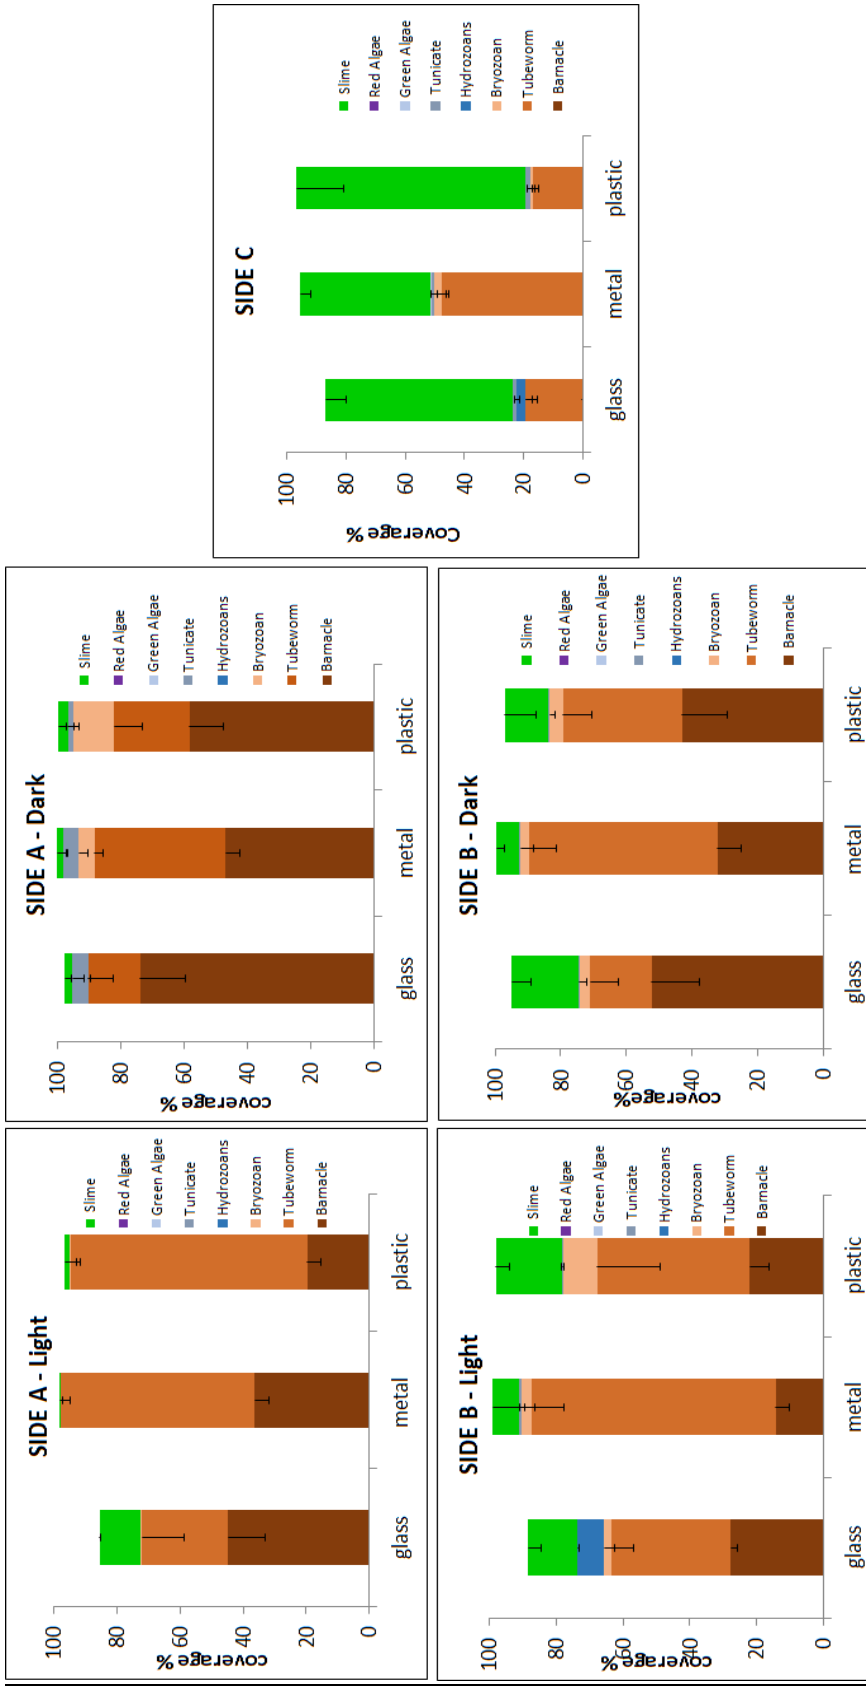 SIDE A - Light
coverage%
100
80
60
40
20
0
glass
metal
plastic
Slime
Red Algae
Green Algae
Tunicate
Hydrozoans
Bryozoan
Tubeworm
Barnacle
SIDE A - Dark
coverage%
100
80
60
40
20
0
glass
metal
plastic
Slime
Red Algae
Green Algae
Tunicate
Hydrozoans
Bryozoan
Tubeworm
Barnacle
SIDE B - Light
coverage%
100
80
60
40
20
0
glass
metal
plastic
Slime
Red Algae
Green Algae
Tunicate
Hydrozoans
Bryozoan
Tubeworm
Barnacle
SIDE B - Dark
coverage%
100
80
60
40
20
0
glass
metal
plastic
Slime
Red Algae
Green Algae
Tunicate
Hydrozoans
Bryozoan
Tubeworm
Barnacle
SIDE C
Coverage %
100
80
60
40
20
0
glass
metal
plastic
Slime
Red Algae
Green Algae
Tunicate
Hydrozoans
Bryozoan
Tubeworm
Barnacle